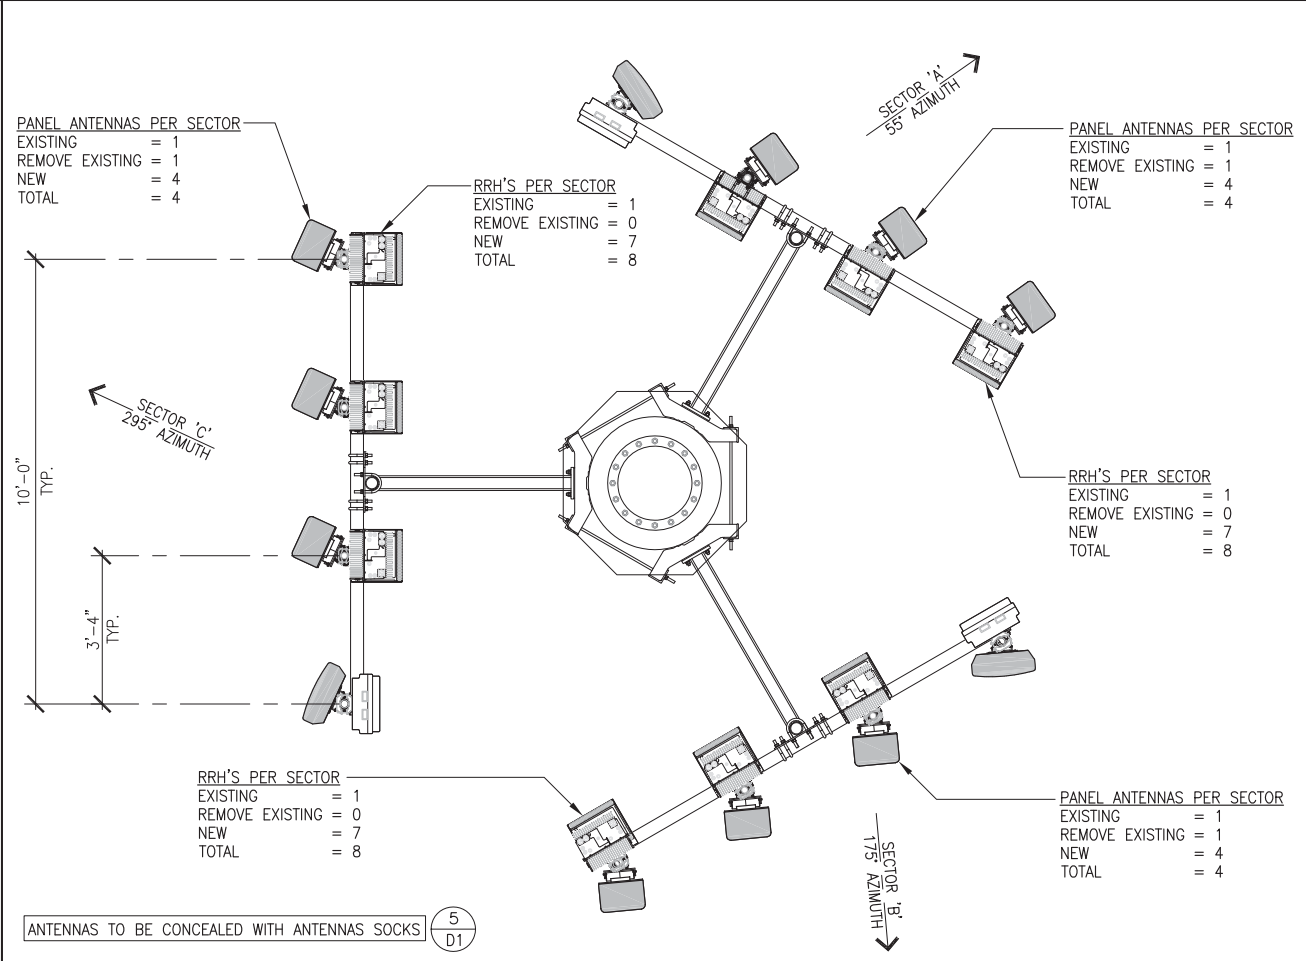 SECTOR 'A'
55° AZIMUTH
PANEL ANTENNAS PER SECTOR
EXISTING = 1
REMOVE EXISTING = 1
NEW = 4
TOTAL = 4
RRH'S PER SECTOR
EXISTING = 1
REMOVE EXISTING = 0
NEW = 7
TOTAL = 8
PANEL ANTENNAS PER SECTOR
EXISTING = 1
REMOVE EXISTING = 1
NEW = 4
TOTAL = 4
SECTOR 'C'
295° AZIMUTH
10'-0"
TYP.
3'-4"
TYP.
RRH'S PER SECTOR
EXISTING = 1
REMOVE EXISTING = 0
NEW = 7
TOTAL = 8
RRH'S PER SECTOR
EXISTING = 1
REMOVE EXISTING = 0
NEW = 7
TOTAL = 8
PANEL ANTENNAS PER SECTOR
EXISTING = 1
REMOVE EXISTING = 1
NEW = 4
TOTAL = 4
SECTOR 'B'
175° AZIMUTH
ANTENNAS TO BE CONCEALED WITH ANTENNAS SOCKS
5
D1